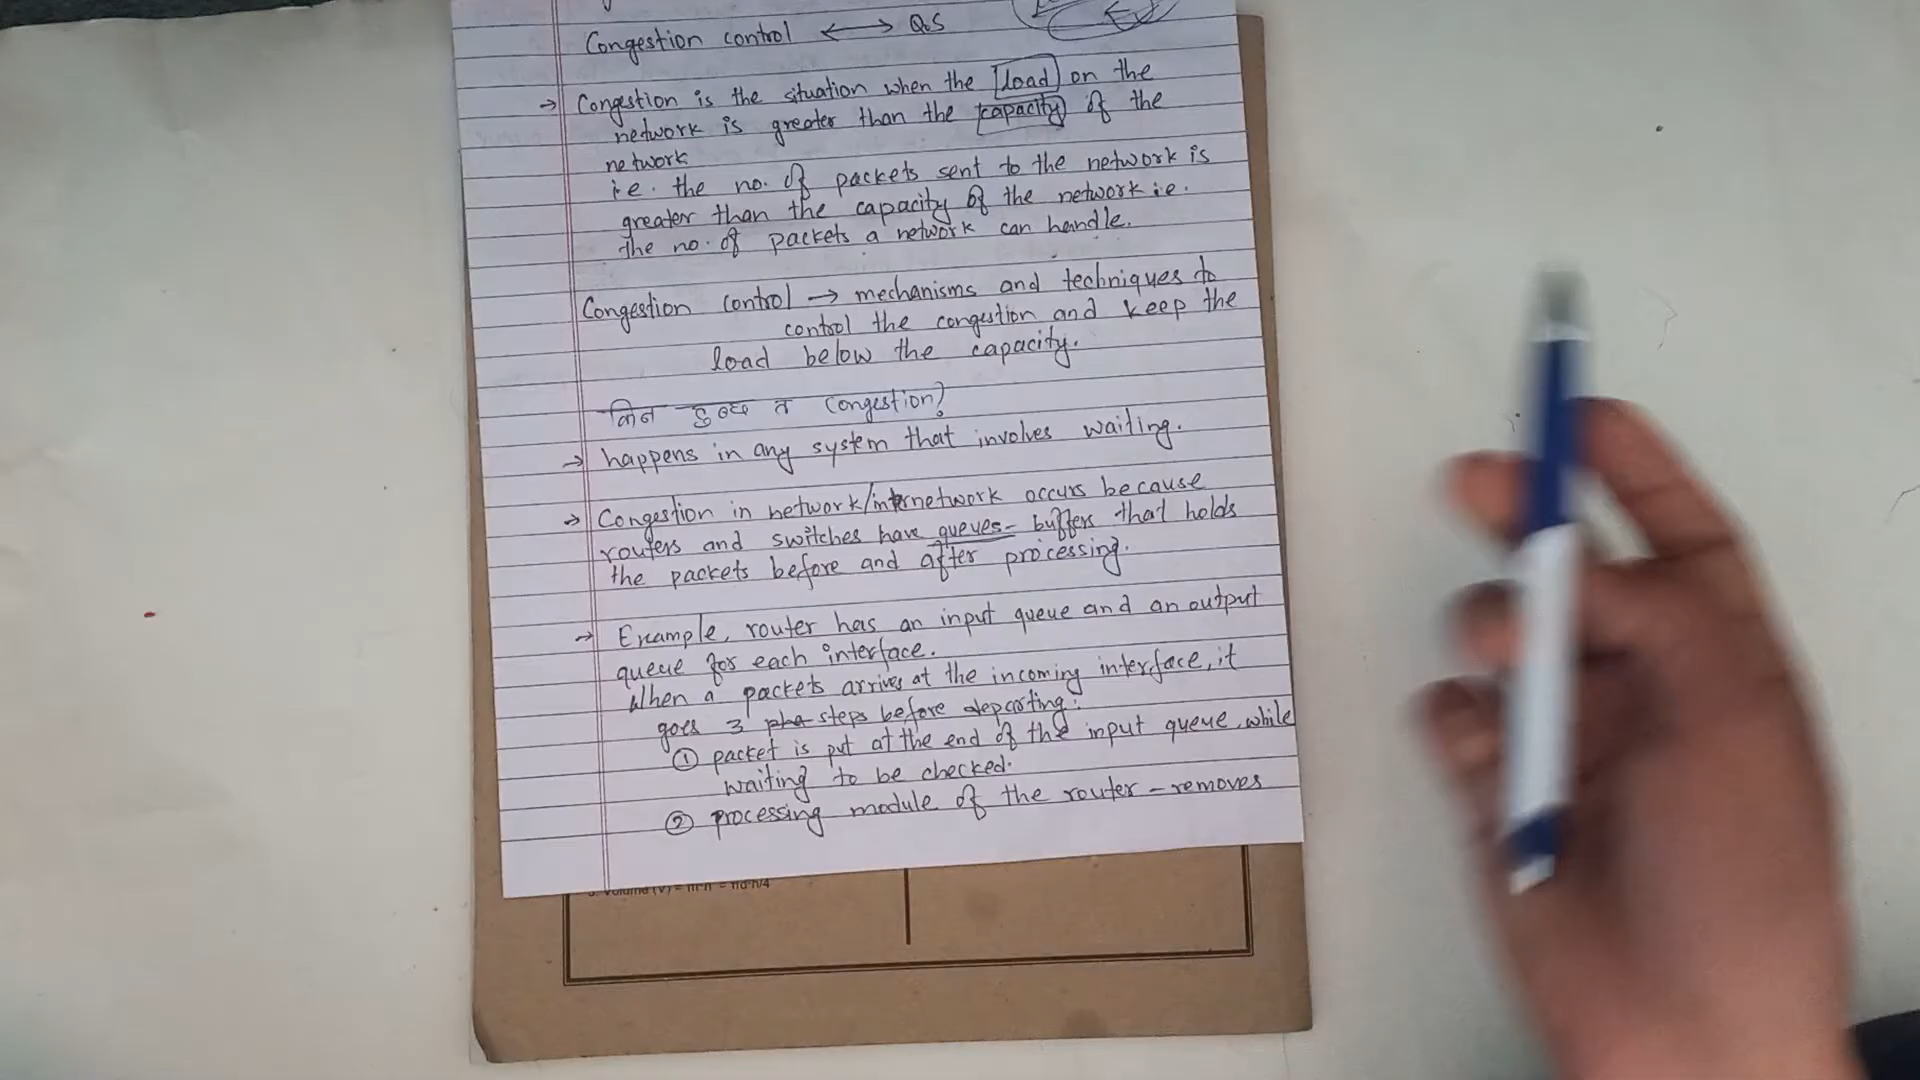 Congestion control ⟷ QoS
→ Congestion is the situation when the load on the
network is greater than the capacity of the
network
i.e. the no. of packets sent to the network is
greater than the capacity of the network i.e.
the no. of packets a network can handle.
Congestion control → mechanisms and techniques to
control the congestion and keep the
load below the capacity.
किन हुन्छ त congestion?
→ happens in any system that involves waiting.
→ Congestion in network/internetwork occurs because
routers and switches have queues - buffers that holds
the packets before and after processing.
→ Example, router has an input queue and an output
queue for each interface.
When a packets arrives at the incoming interface, it
goes 3 steps before departing:
① packet is put at the end of the input queue while
waiting to be checked.
② processing module of the router - removes